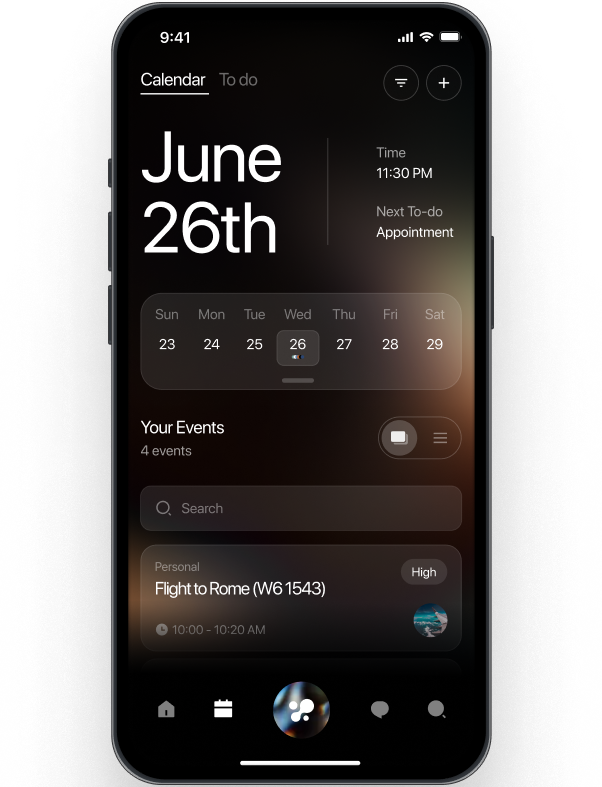 9:41
Calendar To do
June
26th
Time
11:30 PM
Next To-do
Appointment
Sun Mon Tue Wed Thu Fri Sat
23 24 25 26 27 28 29
Your Events
4 events
Search
Personal
High
Flight to Rome (W6 1543)
10:00 - 10:20 AM